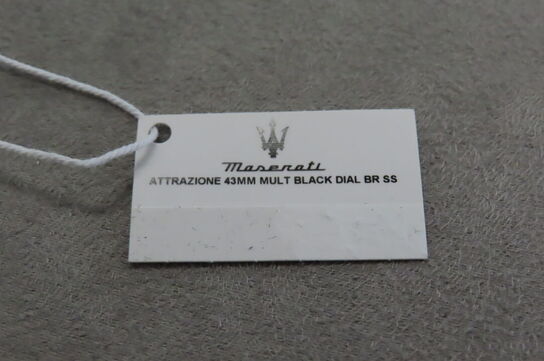 Maserati
ATTRAZIONE 43MM MULT BLACK DIAL BR SS